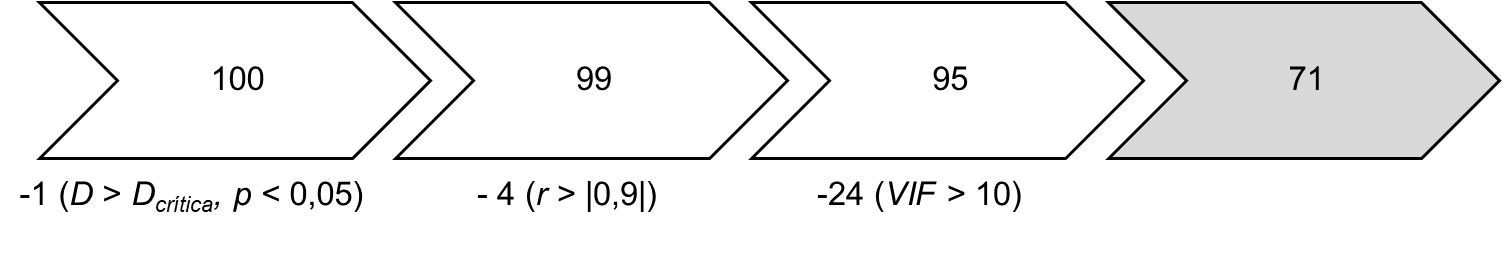 100 99 95 71
-1 (D > Dcrítica, p < 0,05) - 4 (r > |0,9|) -24 (VIF > 10)